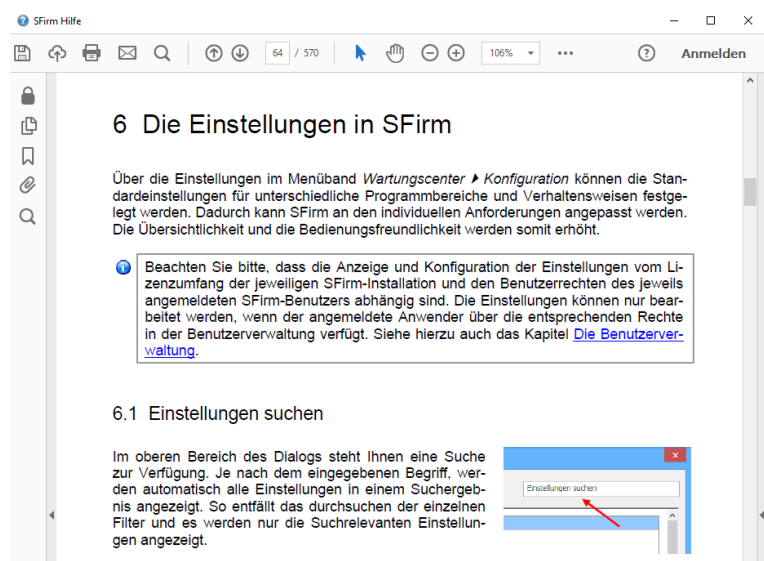 SFirm Hilfe
64 / 570
106%
Anmelden
6 Die Einstellungen in SFirm
Über die Einstellungen im Menüband Wartungscenter ▶ Konfiguration können die Stan-
dardeinstellungen für unterschiedliche Programmbereiche und Verhaltensweisen festge-
legt werden. Dadurch kann SFirm an den individuellen Anforderungen angepasst werden.
Die Übersichtlichkeit und die Bedienungsfreundlichkeit werden somit erhöht.
Beachten Sie bitte, dass die Anzeige und Konfiguration der Einstellungen vom Li-
zenzumfang der jeweiligen SFirm-Installation und den Benutzerrechten des jeweils
angemeldeten SFirm-Benutzers abhängig sind. Die Einstellungen können nur bear-
beitet werden, wenn der angemeldete Anwender über die entsprechenden Rechte
in der Benutzerverwaltung verfügt. Siehe hierzu auch das Kapitel Die Benutzerver-
waltung.
6.1 Einstellungen suchen
Im oberen Bereich des Dialogs steht Ihnen eine Suche
zur Verfügung. Je nach dem eingegebenen Begriff, wer-
den automatisch alle Einstellungen in einem Suchergeb-
nis angezeigt. So entfällt das durchsuchen der einzelnen
Filter und es werden nur die Suchrelevanten Einstellun-
gen angezeigt.
Einstellungen suchen